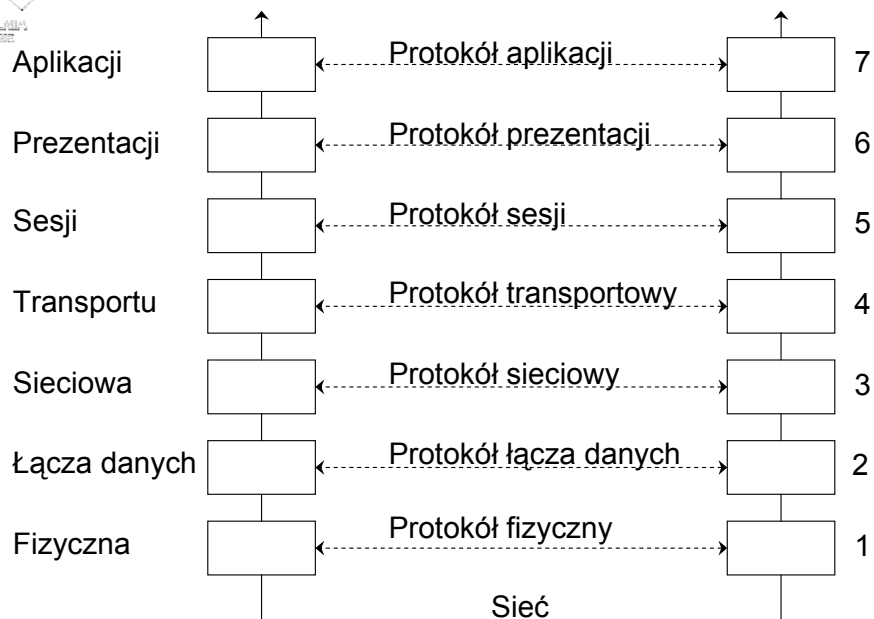 Aplikacji Protokół aplikacji 7
Prezentacji Protokół prezentacji 6
Sesji Protokół sesji 5
Transportu Protokół transportowy 4
Sieciowa Protokół sieciowy 3
Łącza danych Protokół łącza danych 2
Fizyczna Protokół fizyczny 1
Sieć